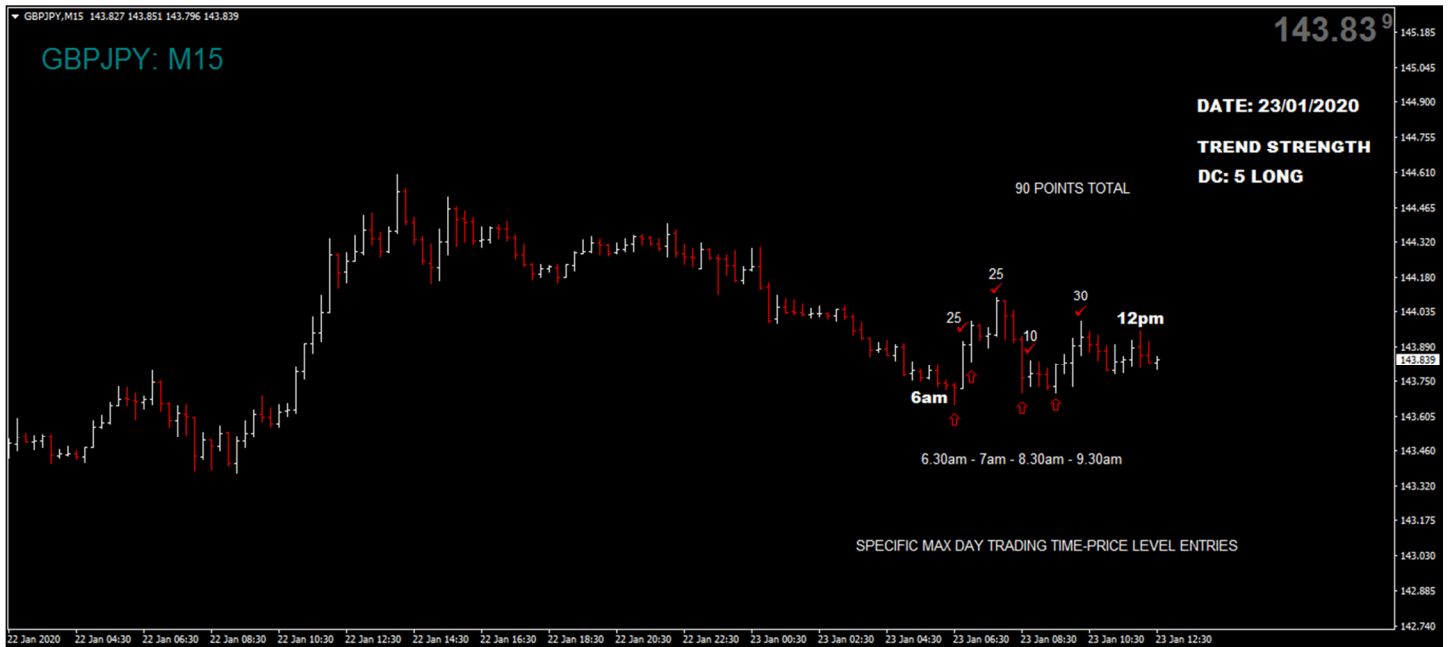 GBPJPY,M15 143.827 143.851 143.796 143.839
143.83 9
GBPJPY: M15
DATE: 23/01/2020
TREND STRENGTH
DC: 5 LONG
90 POINTS TOTAL
25
25
30
10
12pm
6am
6.30am - 7am - 8.30am - 9.30am
SPECIFIC MAX DAY TRADING TIME-PRICE LEVEL ENTRIES
145.185
145.045
144.900
144.755
144.610
144.465
144.320
144.180
144.035
143.890
143.839
143.750
143.605
143.460
143.320
143.175
143.030
142.885
142.740
22 Jan 2020
22 Jan 04:30
22 Jan 06:30
22 Jan 08:30
22 Jan 10:30
22 Jan 12:30
22 Jan 14:30
22 Jan 16:30
22 Jan 18:30
22 Jan 20:30
22 Jan 22:30
23 Jan 00:30
23 Jan 02:30
23 Jan 04:30
23 Jan 06:30
23 Jan 08:30
23 Jan 10:30
23 Jan 12:30